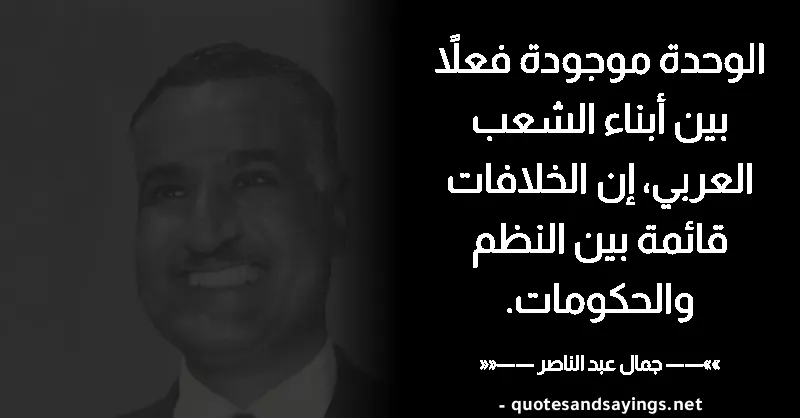 الوحدة موجودة فعلًا
بين أبناء الشعب
العربي، إن الخلافات
قائمة بين النظم
والحكومات.
»»——— جمال عبد الناصر ———««
- quotesandsayings.net